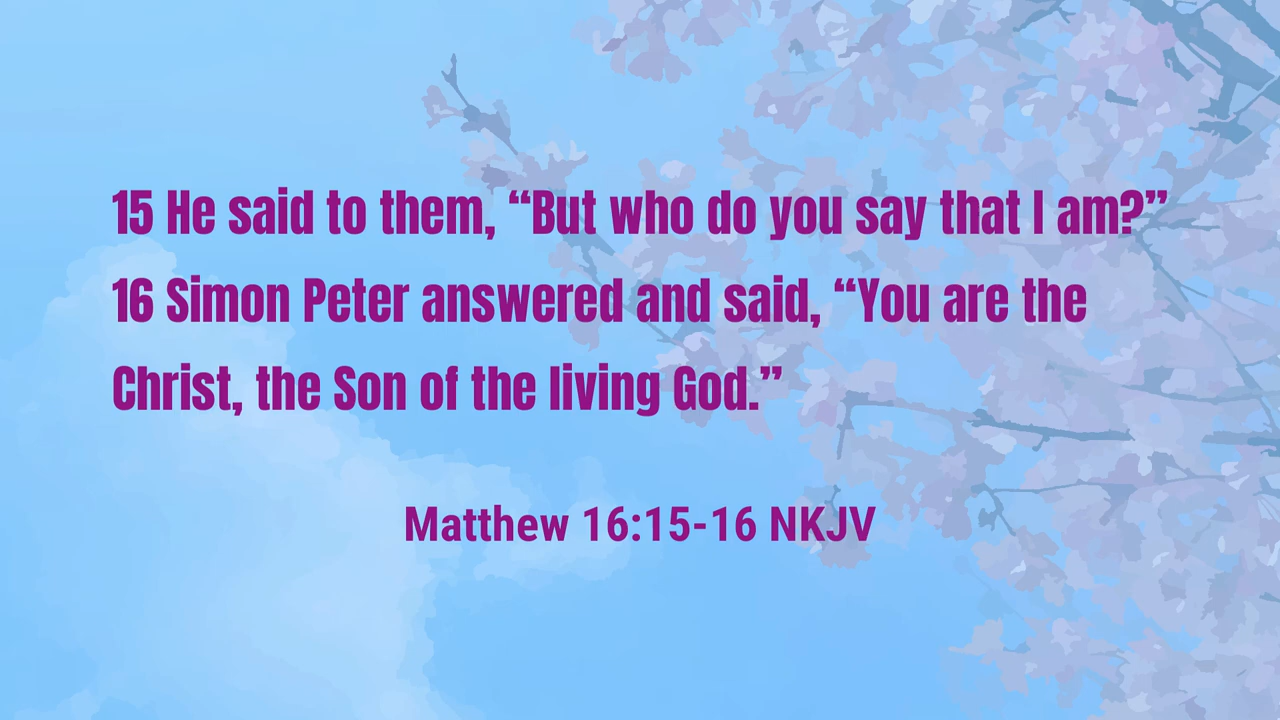 15 He said to them, “But who do you say that I am?”
16 Simon Peter answered and said, “You are the
Christ, the Son of the living God.”
Matthew 16:15-16 NKJV